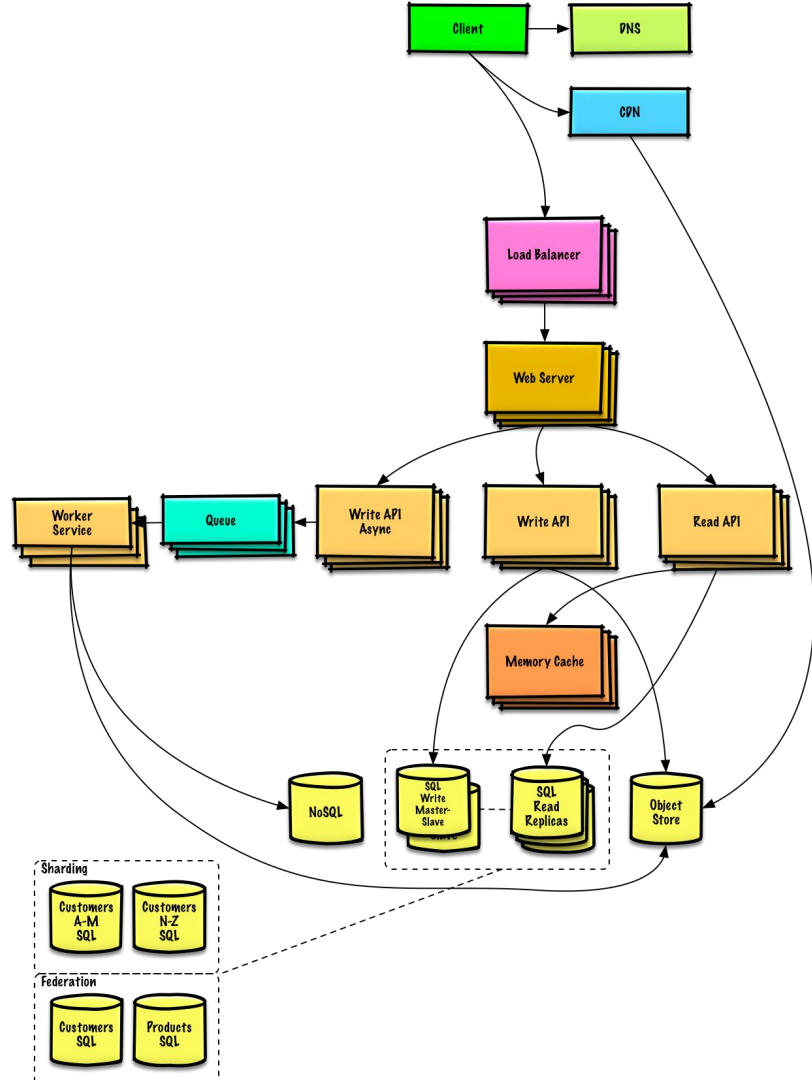 Client
DNS
CDN
Load Balancer
Web Server
Worker
Service
Queue
Write API
Async
Write API
Read API
Memory Cache
NoSQL
SQL
Write
Master-
Slave
Slave
SQL
Read
Replicas
Object
Store
Sharding
Customers
A-M
SQL
Customers
N-Z
SQL
Federation
Customers
SQL
Products
SQL